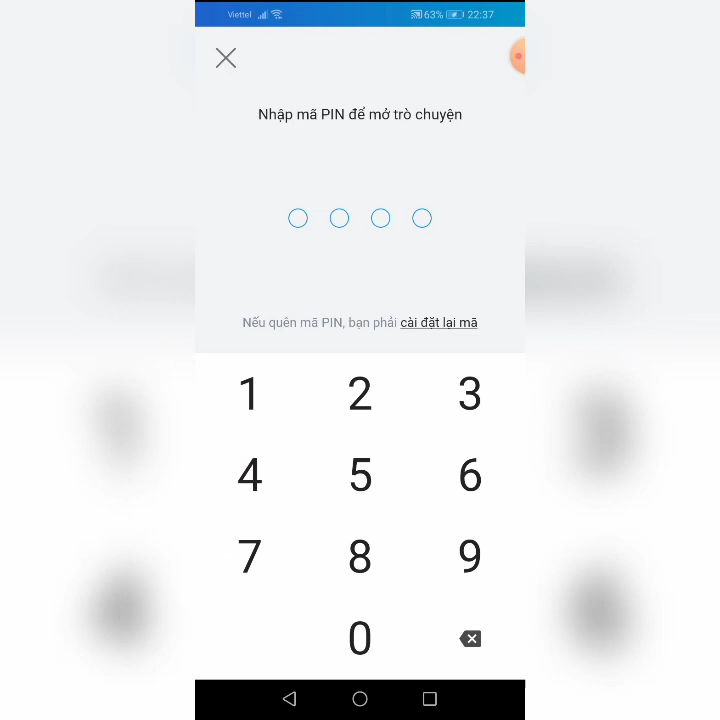 Viettel 63% 22:37
Nhập mã PIN để mở trò chuyện
Nếu quên mã PIN, bạn phải cài đặt lại mã
1 2 3
4 5 6
7 8 9
0